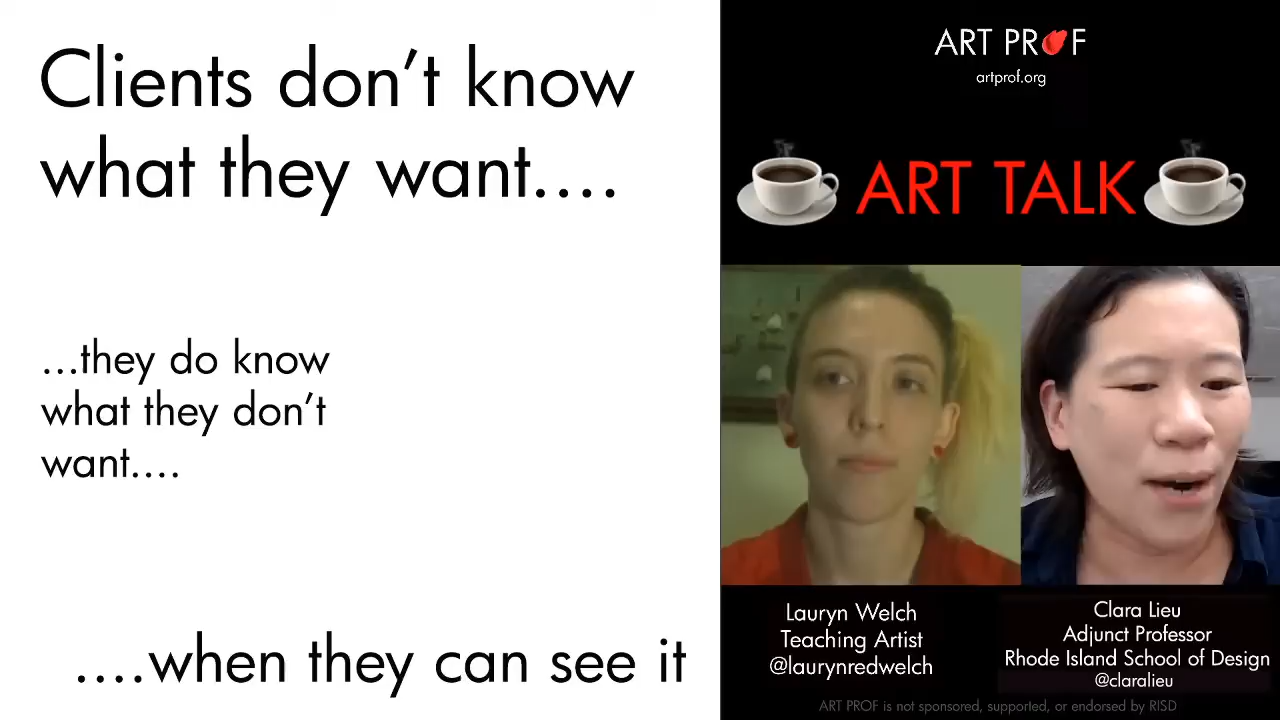 Clients don't know
what they want....
...they do know
what they don't
want....
....when they can see it
ART PROF
artprof.org
ART TALK
Lauryn Welch
Teaching Artist
@laurynredwelch
Clara Lieu
Adjunct Professor
Rhode Island School of Design
@claralieu
ART PROF is not sponsored, supported, or endorsed by RISD